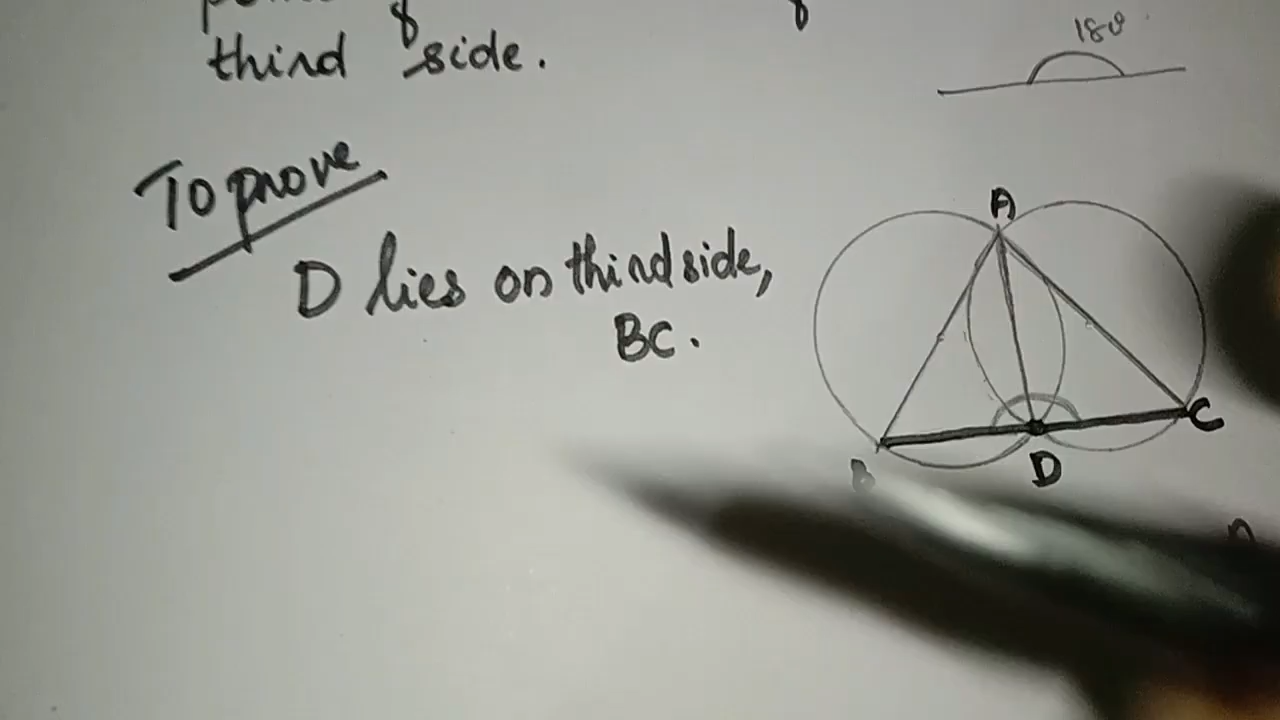 third side.
180
To prove
D lies on third side,
BC.
A
C
B
D